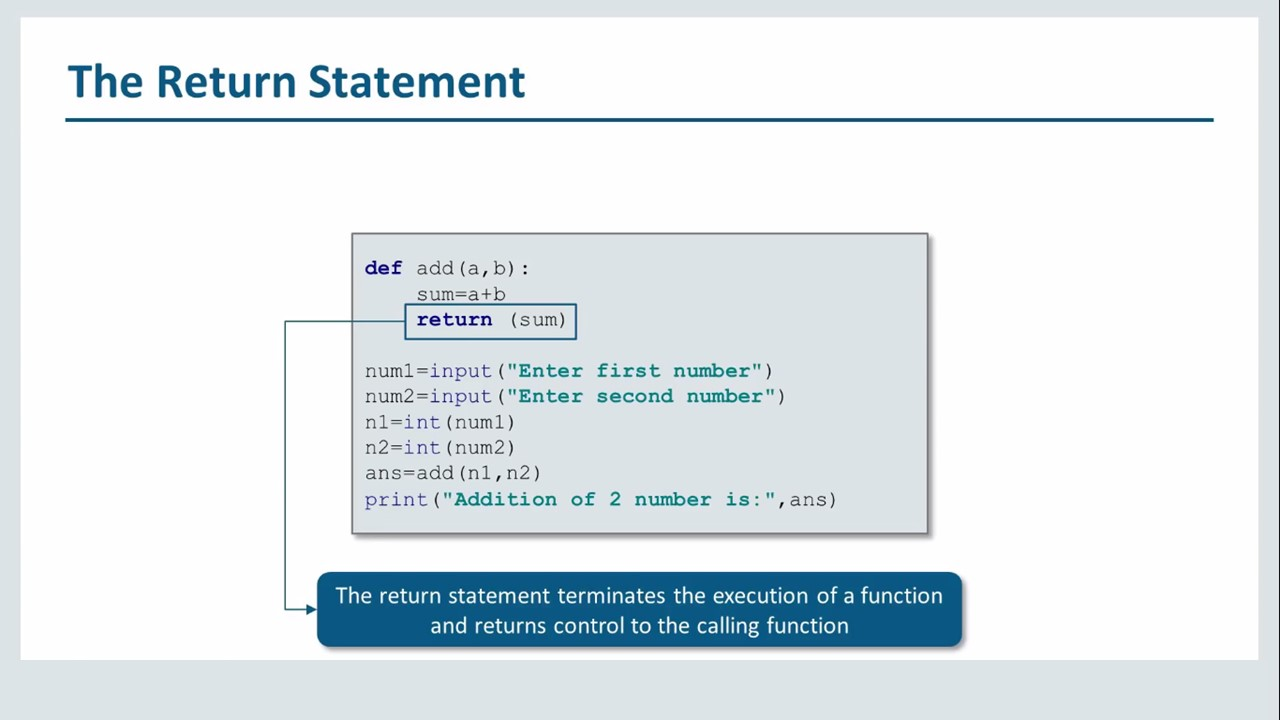 The Return Statement
def add(a,b):
    sum=a+b
    return (sum)
num1=input("Enter first number")
num2=input("Enter second number")
n1=int(num1)
n2=int(num2)
ans=add(n1,n2)
print("Addition of 2 number is:",ans)
The return statement terminates the execution of a function
and returns control to the calling function